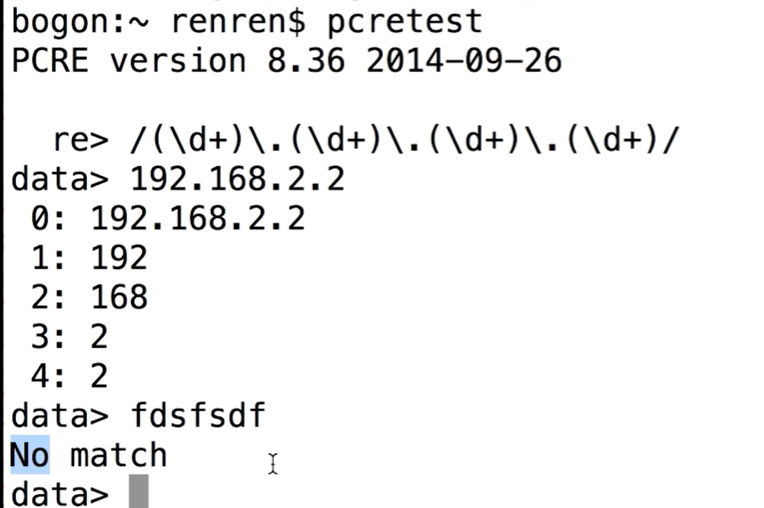 bogon:~ renren$ pcretest
PCRE version 8.36 2014-09-26
re> /(\d+)\.(\d+)\.(\d+)\.(\d+)/
data> 192.168.2.2
0: 192.168.2.2
1: 192
2: 168
3: 2
4: 2
data> fdsfsdf
No match
data>